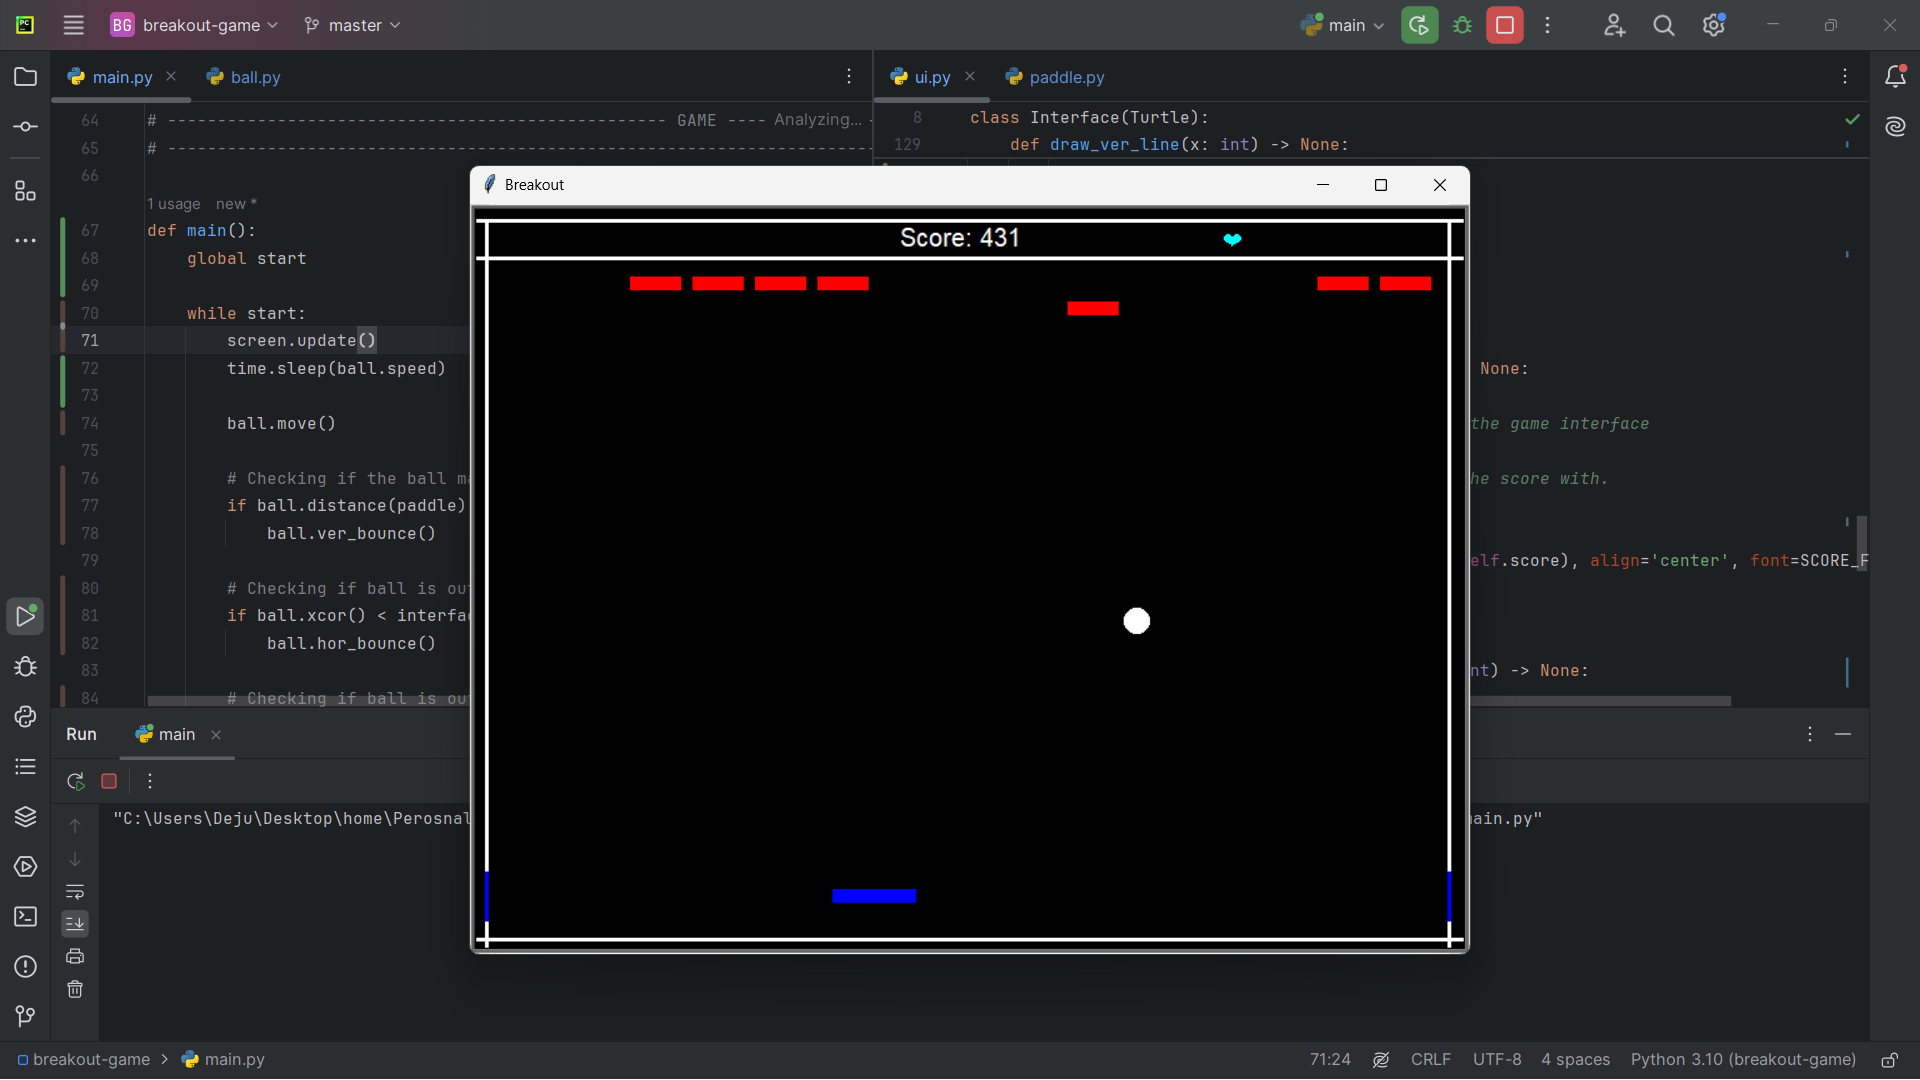 BG breakout-game master main
main.py ball.py ui.py paddle.py
64 # -------------------------------------------------- GAME ---- Analyzing...
65 # ------------------------------------------------------------------------
66
1 usage new *
67 def main():
68 global start
69
70 while start:
71 screen.update()
72 time.sleep(ball.speed)
73
74 ball.move()
75
76 # Checking if the ball ma
77 if ball.distance(paddle)
78 ball.ver_bounce()
79
80 # Checking if ball is ou
81 if ball.xcor() < interfa
82 ball.hor_bounce()
83
84 # Checking if ball is ou
8 class Interface(Turtle):
129 def draw_ver_line(x: int) -> None:
None:
the game interface
he score with.
elf.score), align='center', font=SCORE_F
nt) -> None:
Breakout
Score: 431
Run main
"C:\Users\Deju\Desktop\home\Perosnal
ain.py"
breakout-game > main.py
71:24 CRLF UTF-8 4 spaces Python 3.10 (breakout-game)